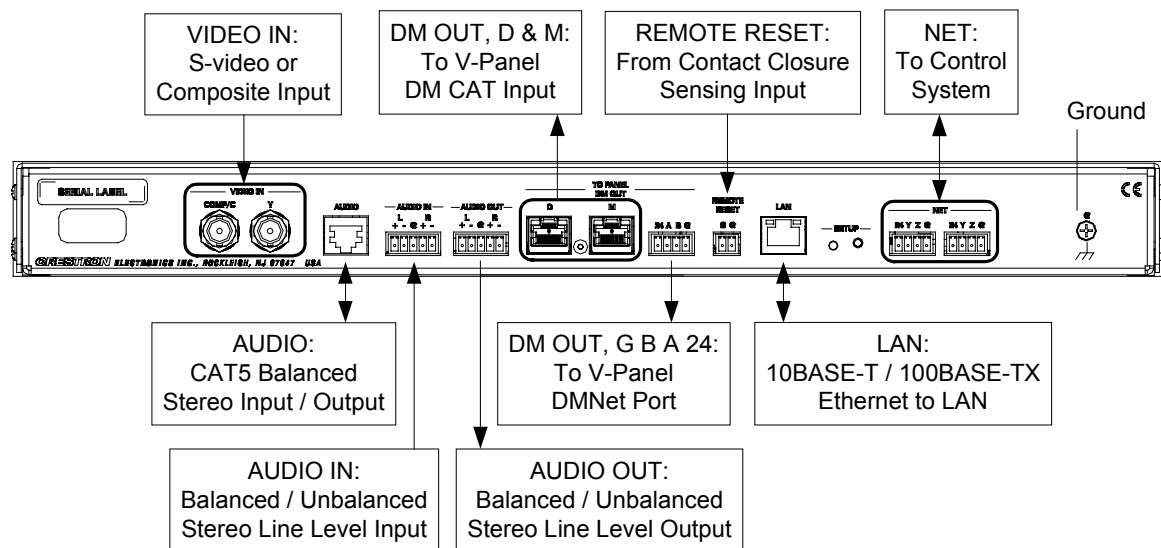 VIDEO IN:
S-video or
Composite Input
DM OUT, D & M:
To V-Panel
DM CAT Input
REMOTE RESET:
From Contact Closure
Sensing Input
NET:
To Control
System
Ground
SERIAL LABEL
VIDEO IN
COMP/C Y
AUDIO
AUDIO IN
L R
+ - G + -
AUDIO OUT
L R
+ - G + -
TO PANEL
DM OUT
D M
24 A B G
REMOTE
RESET
G
LAN
SETUP
NET
24 Y Z G 24 Y Z G
G
CE
CRESTRON ELECTRONICS INC., ROCKLEIGH, NJ 07647 USA
AUDIO:
CAT5 Balanced
Stereo Input / Output
DM OUT, G B A 24:
To V-Panel
DMNet Port
LAN:
10BASE-T / 100BASE-TX
Ethernet to LAN
AUDIO IN:
Balanced / Unbalanced
Stereo Line Level Input
AUDIO OUT:
Balanced / Unbalanced
Stereo Line Level Output